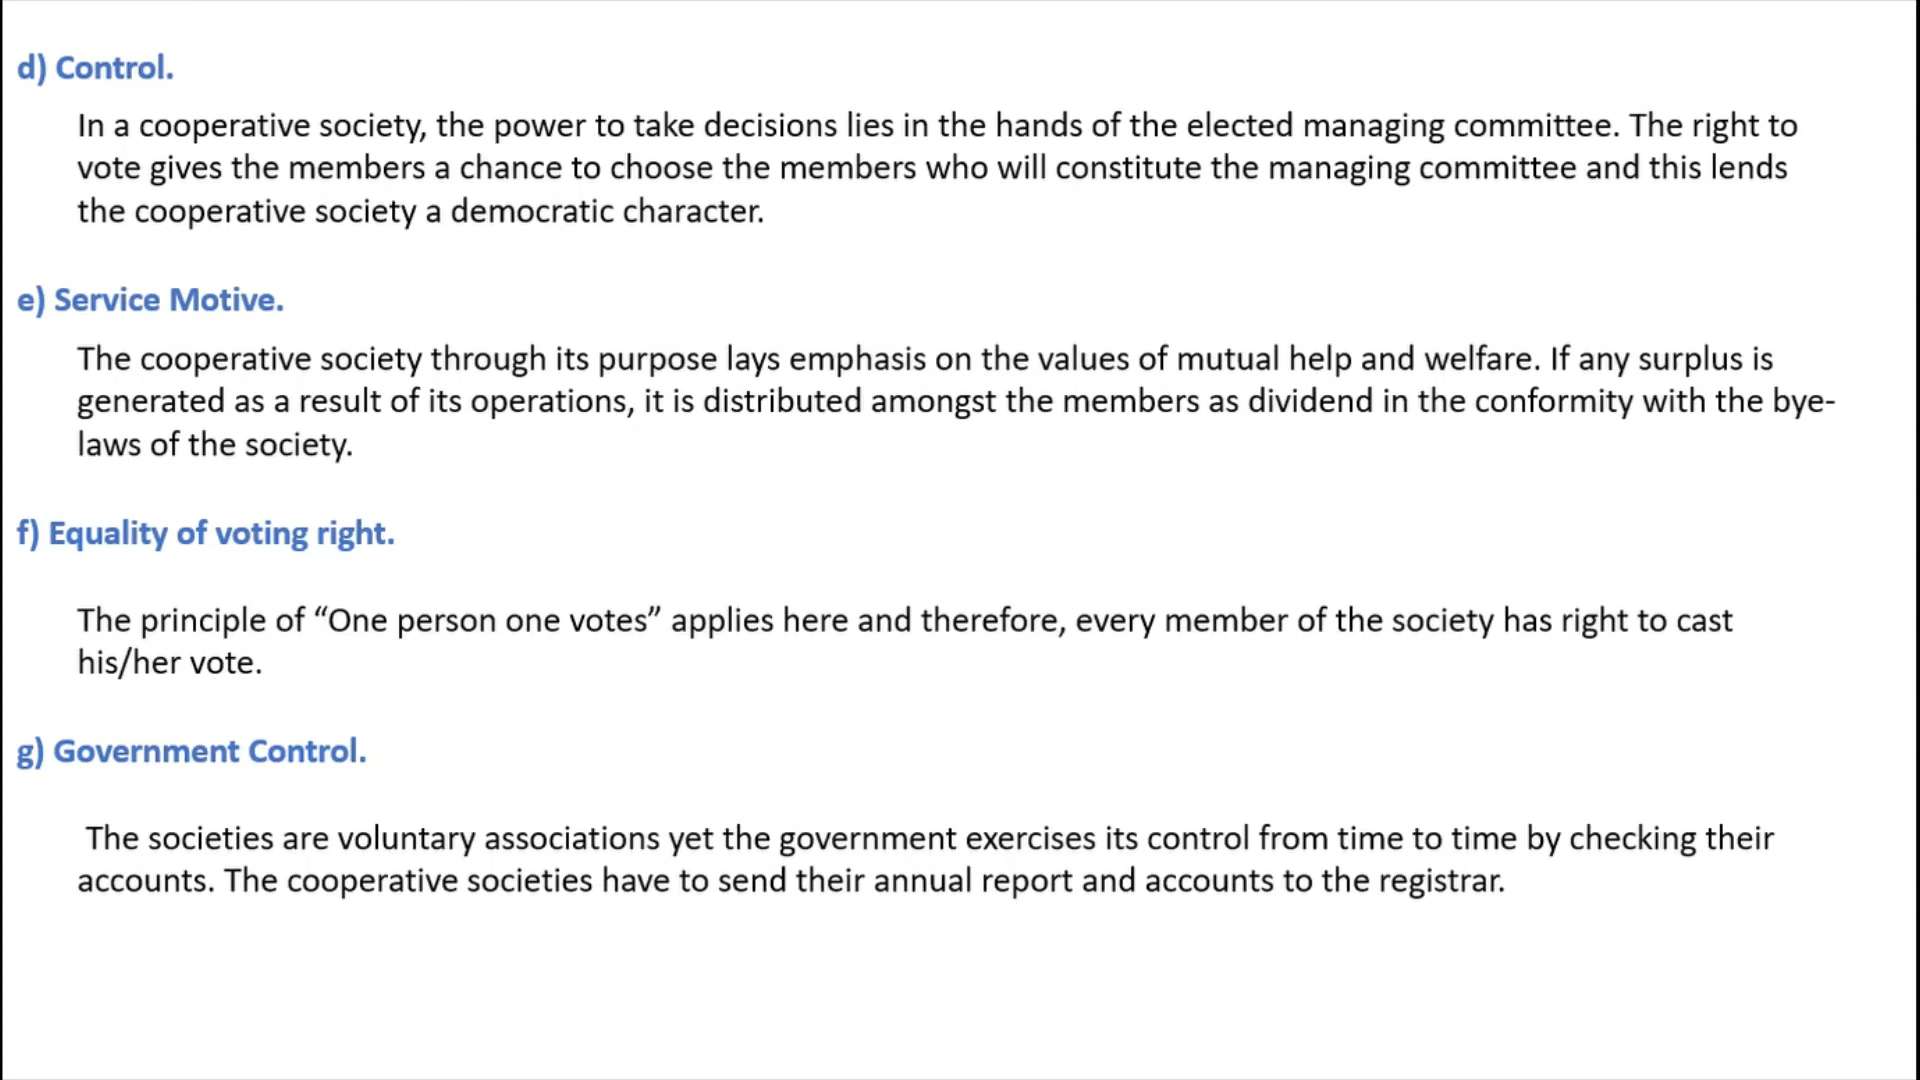 d) Control.
In a cooperative society, the power to take decisions lies in the hands of the elected managing committee. The right to
vote gives the members a chance to choose the members who will constitute the managing committee and this lends
the cooperative society a democratic character.
e) Service Motive.
The cooperative society through its purpose lays emphasis on the values of mutual help and welfare. If any surplus is
generated as a result of its operations, it is distributed amongst the members as dividend in the conformity with the bye-
laws of the society.
f) Equality of voting right.
The principle of “One person one votes” applies here and therefore, every member of the society has right to cast
his/her vote.
g) Government Control.
The societies are voluntary associations yet the government exercises its control from time to time by checking their
accounts. The cooperative societies have to send their annual report and accounts to the registrar.